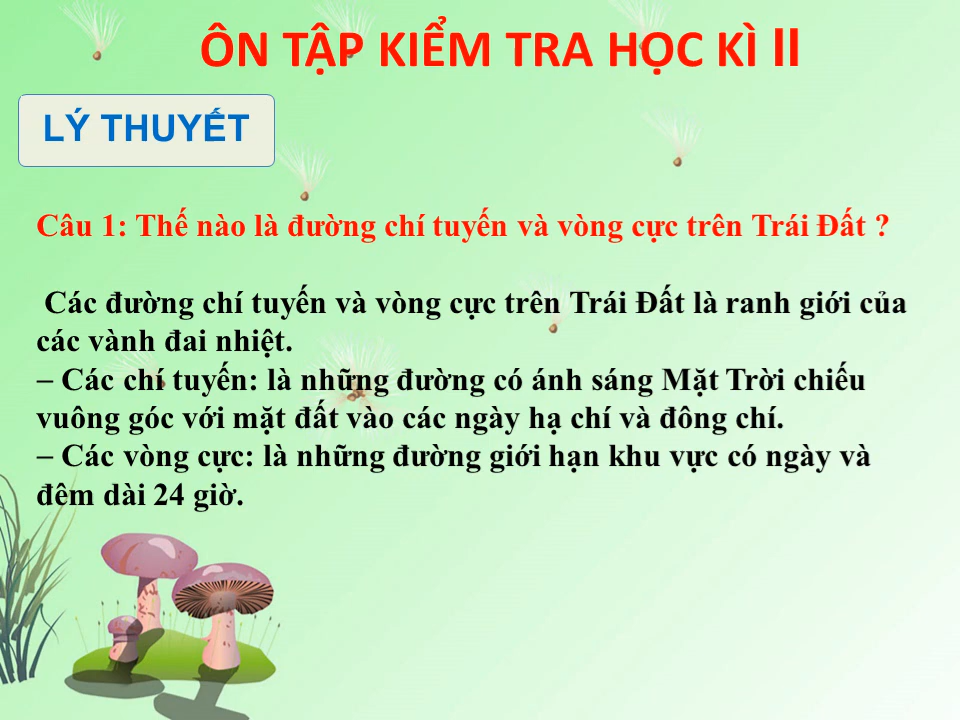 ÔN TẬP KIỂM TRA HỌC KÌ II
LÝ THUYẾT
Câu 1: Thế nào là đường chí tuyến và vòng cực trên Trái Đất ?
Các đường chí tuyến và vòng cực trên Trái Đất là ranh giới của
các vành đai nhiệt.
– Các chí tuyến: là những đường có ánh sáng Mặt Trời chiếu
vuông góc với mặt đất vào các ngày hạ chí và đông chí.
– Các vòng cực: là những đường giới hạn khu vực có ngày và
đêm dài 24 giờ.